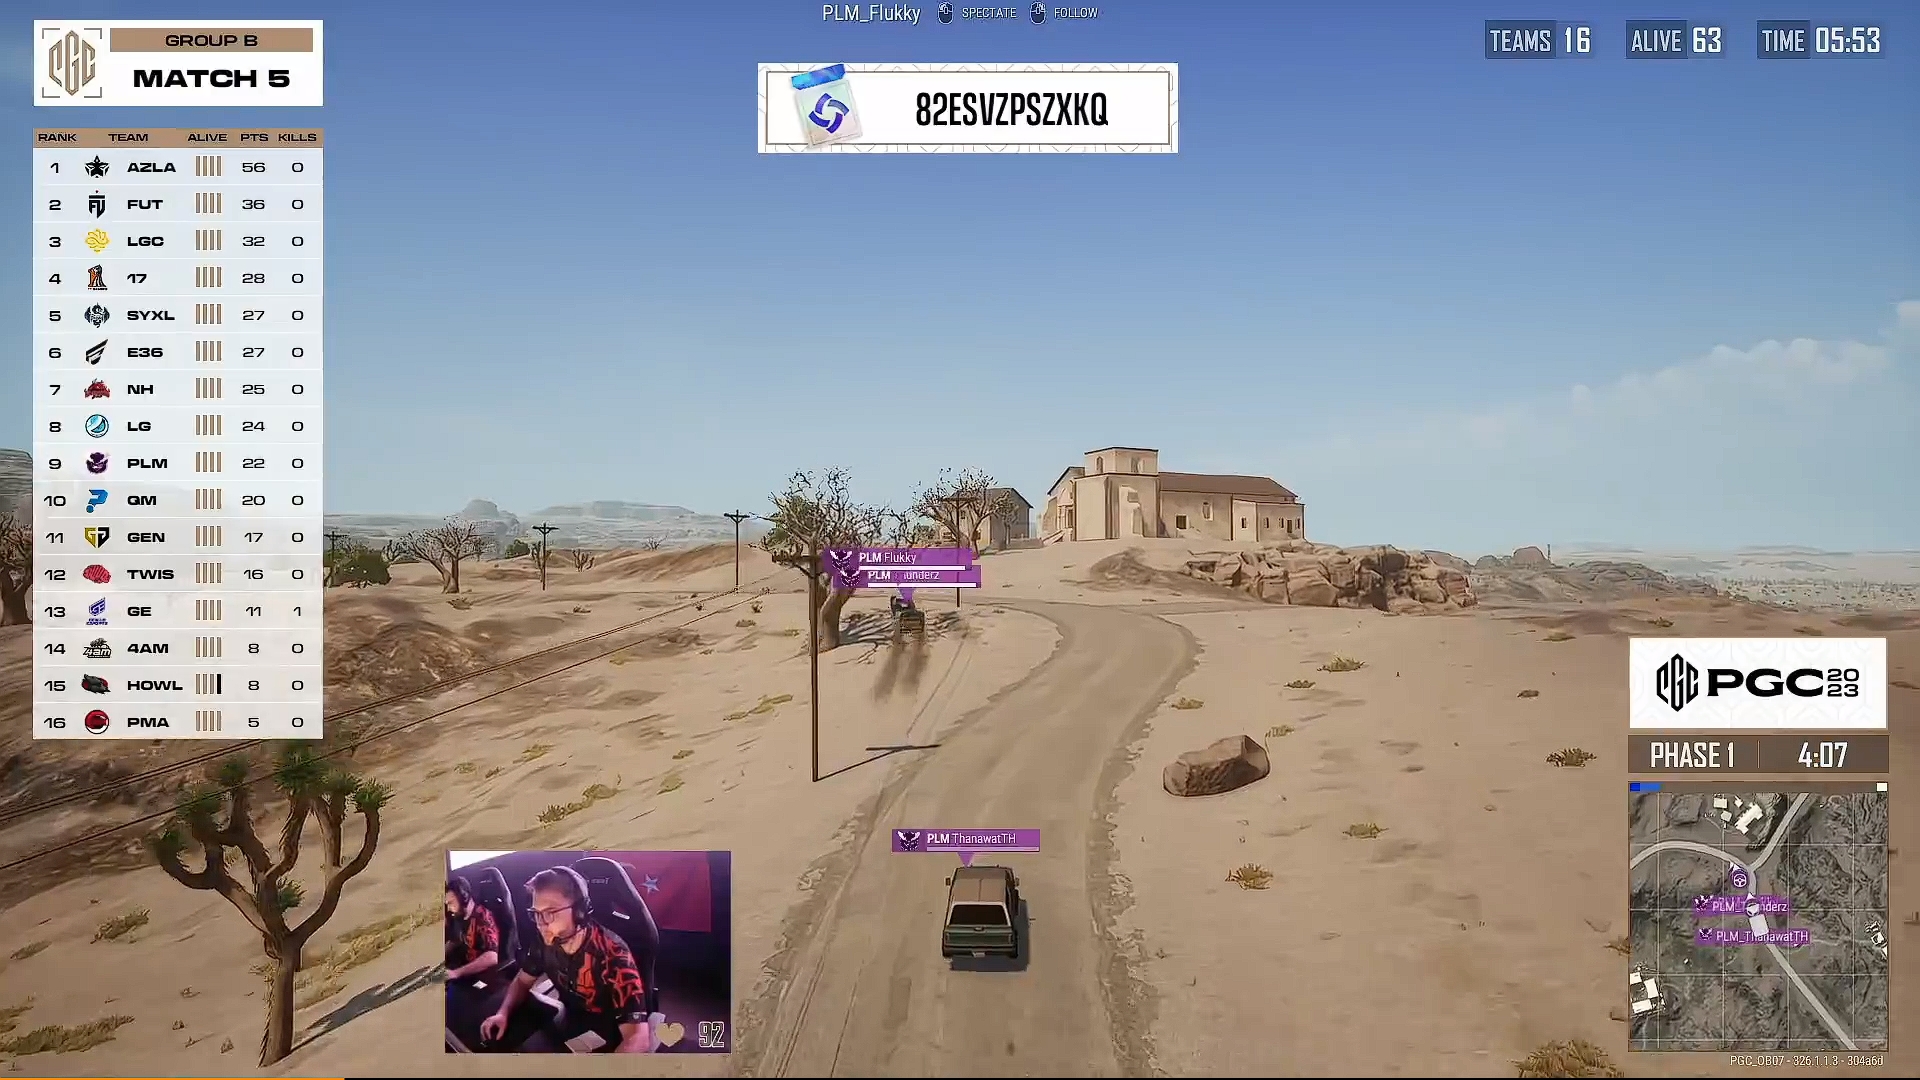 PLM_Flukky SPECTATE FOLLOW
TEAMS 16 ALIVE 63 TIME 05:53
GROUP B
MATCH 5
82ESVZPSZXKQ
RANK TEAM ALIVE PTS KILLS
1 AZLA 56 0
2 FUT 36 0
3 LGC 32 0
4 17 28 0
5 SYXL 27 0
6 E36 27 0
7 NH 25 0
8 LG 24 0
9 PLM 22 0
10 QM 20 0
11 GEN 17 0
12 TWIS 16 0
13 GE 11 1
14 4AM 8 0
15 HOWL 8 0
16 PMA 5 0
PLM Flukky
PLM underz
PLM ThanawatTH
92
PGC 2023
PHASE 1 4:07
PLM_ThanawatTH
PGC_OB07 - 326.1.1.3 - 304a6d